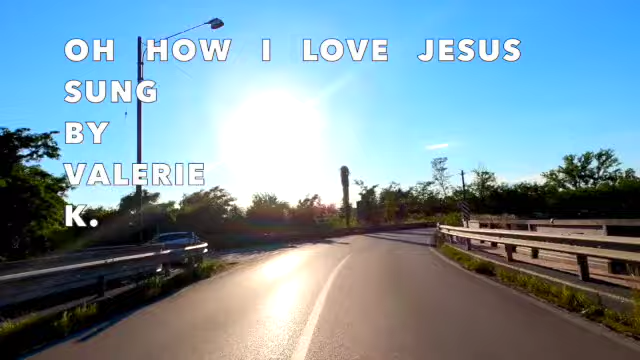 OH HOW I LOVE JESUS
SUNG
BY
VALERIE
K.